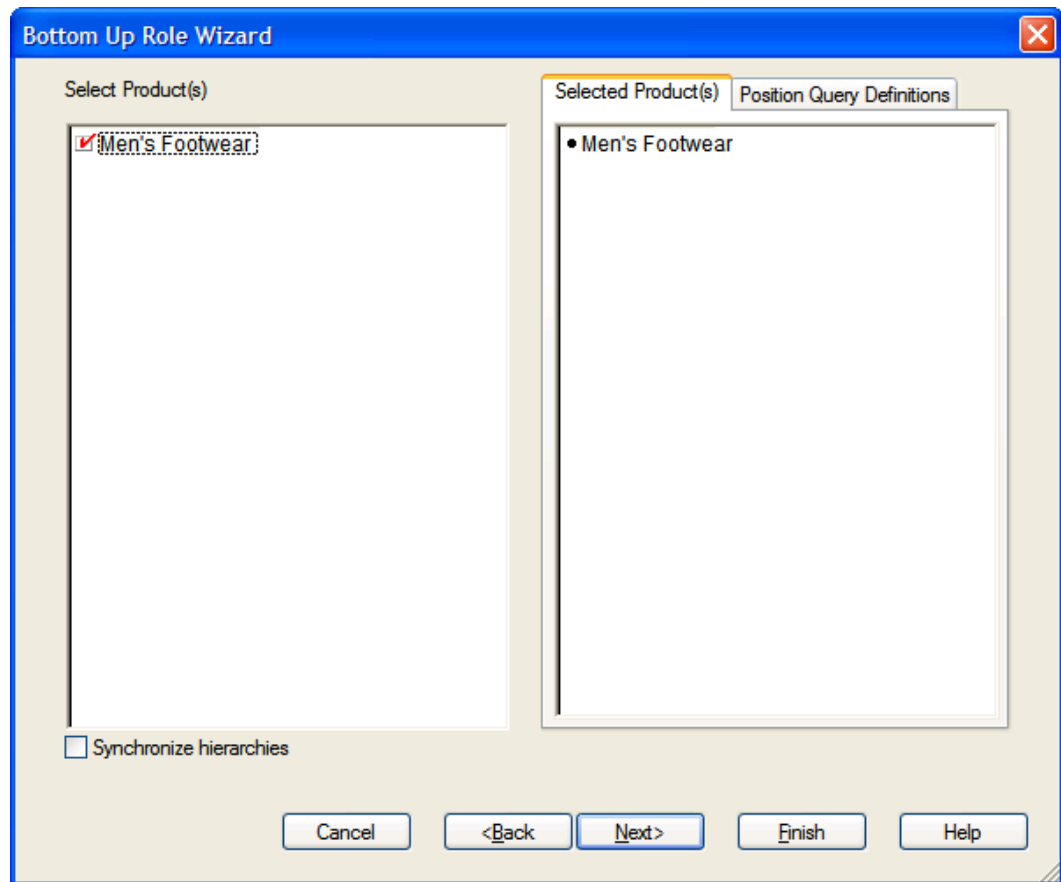 Bottom Up Role Wizard
Select Product(s)
Selected Product(s)
Position Query Definitions
Men's Footwear
• Men's Footwear
Synchronize hierarchies
Cancel
<Back
Next>
Finish
Help